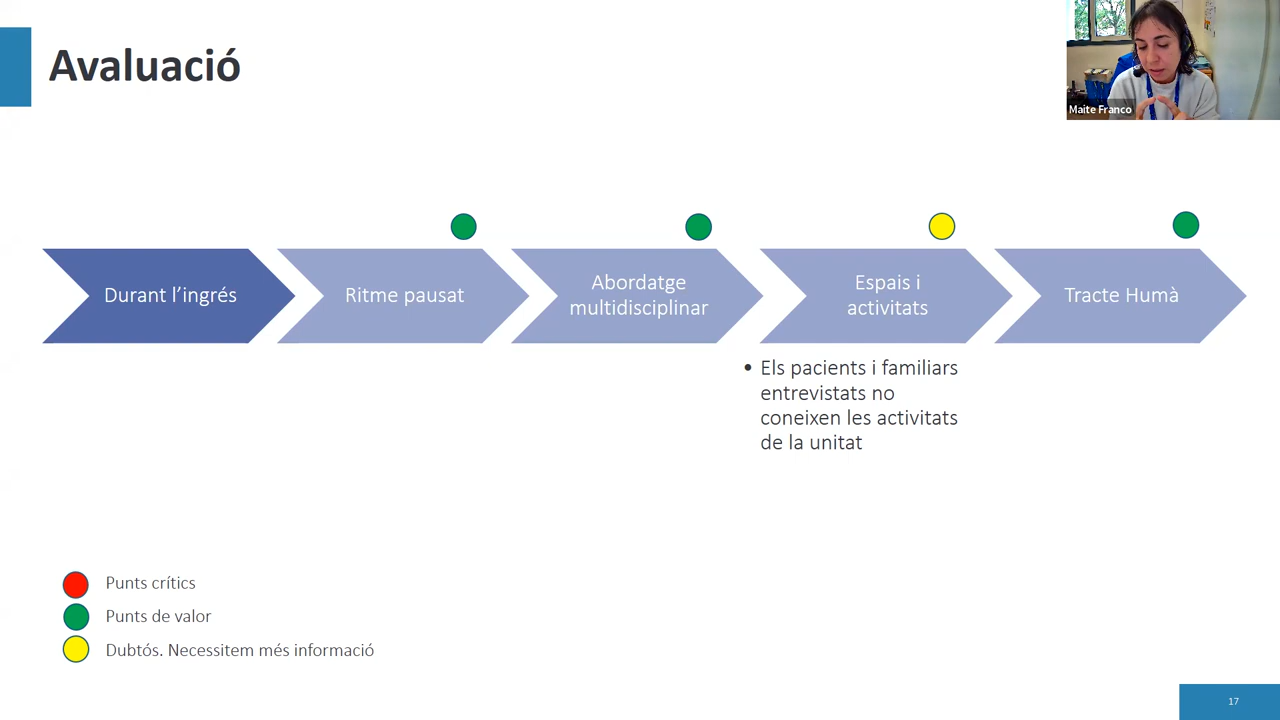 Avaluació
Maite Franco
Durant l’ingrés
Ritme pausat
Abordatge
multidisciplinar
Espais i
activitats
Tracte Humà
• Els pacients i familiars
entrevistats no
coneixen les activitats
de la unitat
Punts crítics
Punts de valor
Dubtós. Necessitem més informació
17